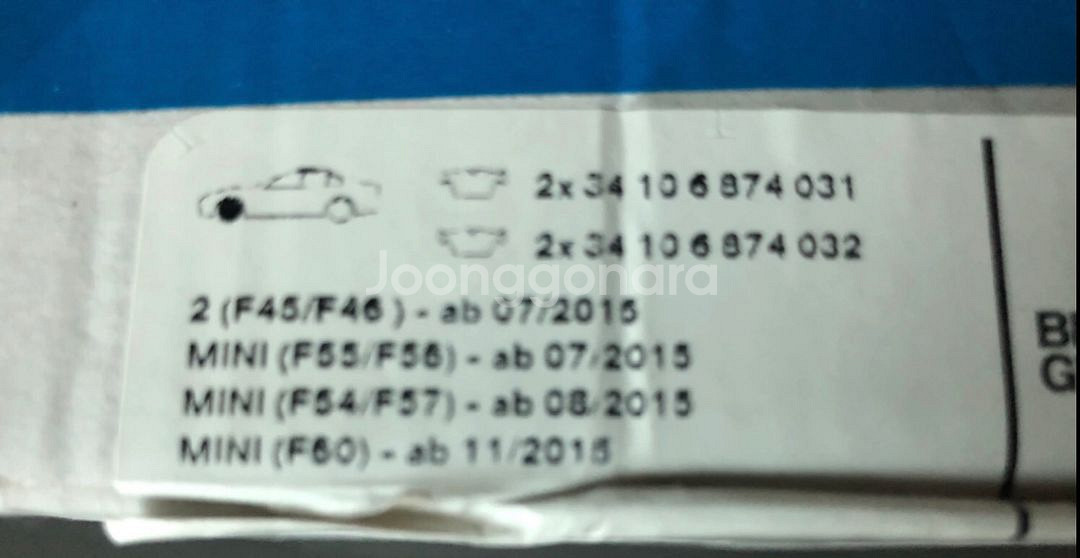 2x 34 10 6 874 031
2x 34 10 6 874 032
Joonggonara
2 (F45/F46 ) - ab 07/2015
MINI (F55/F56) - ab 07/2015
MINI (F54/F57) - ab 08/2015
MINI (F60) - ab 11/2015